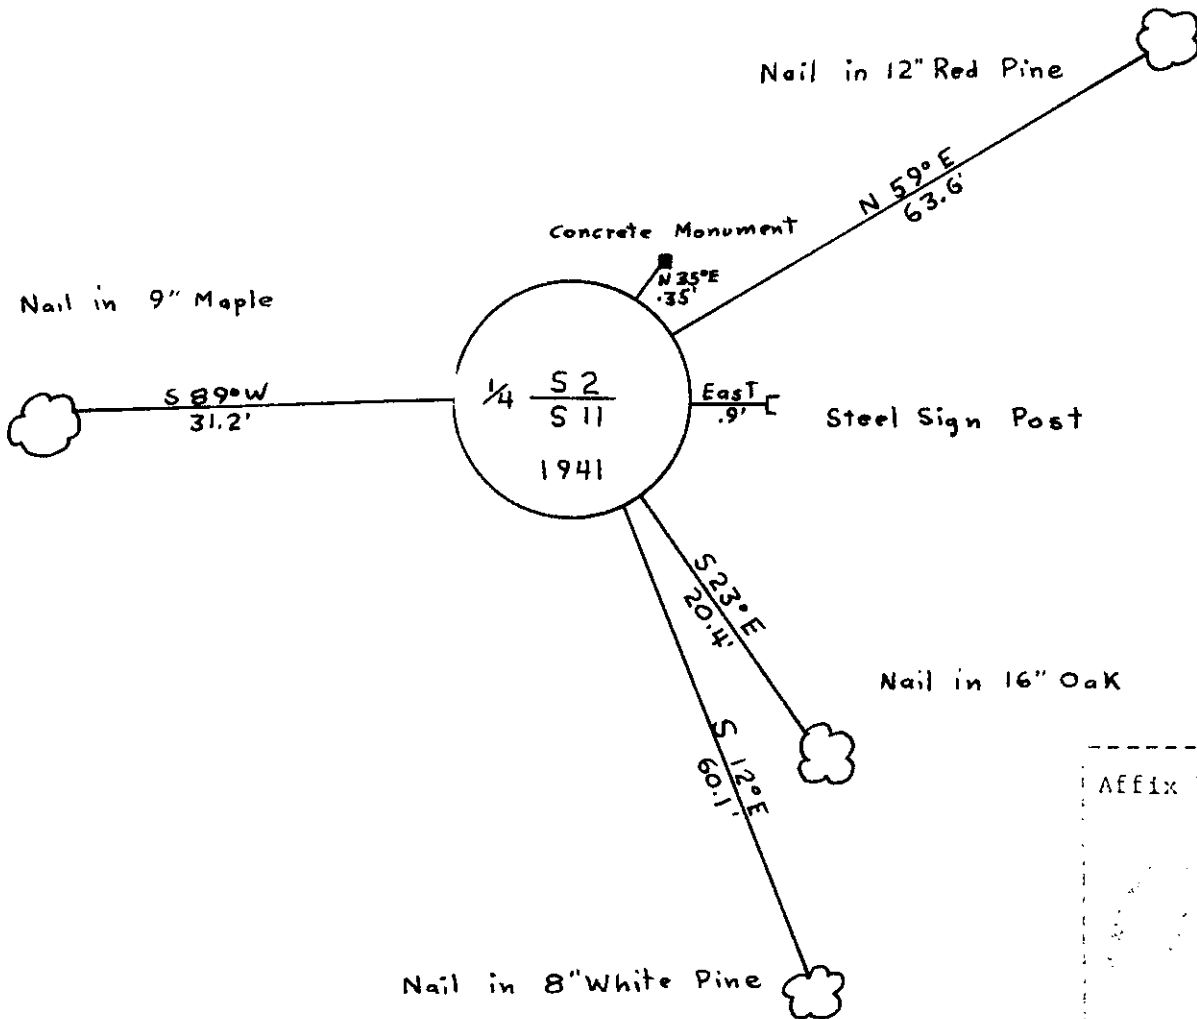 Nail in 12" Red Pine
N 59° E
63.6'
Concrete Monument
N 35° E
.35'
Nail in 9" Maple
S 89° W
31.2'
1/4 S 2
S 11
1941
East
.9'
Steel Sign Post
S 23° E
20.4'
Nail in 16" Oak
S 12° E
60.1'
Affix
Nail in 8" White Pine